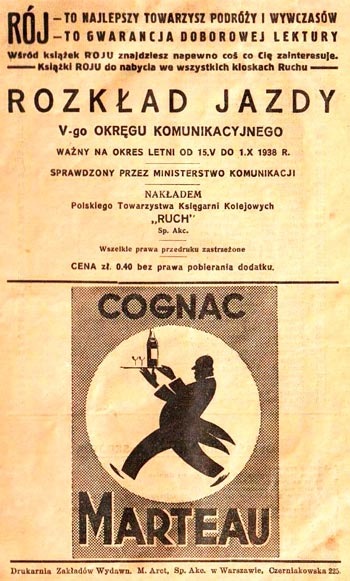 RÓJ
—TO NAJLEPSZY TOWARZYSZ PODRÓŻY I WYWCZASÓW
—TO GWARANCJA DOBOROWEJ LEKTURY
Wśród książek ROJU znajdziesz napewno coś co Cię zainteresuje.
Książki ROJU do nabycia we wszystkich kioskach Ruchu
ROZKŁAD JAZDY
V-go OKRĘGU KOMUNIKACYJNEGO
WAŻNY NA OKRES LETNI OD 15.V DO 1.X 1938 R.
SPRAWDZONY PRZEZ MINISTERSTWO KOMUNIKACJI
NAKŁADEM
Polskiego Towarzystwa Księgarni Kolejowych
„RUCH"
Sp. Akc.
Wszelkie prawa przedruku zastrzeżone
CENA zł. 0.40 bez prawa pobierania dodatku.
COGNAC
MARTEAU
Drukarnia Zakładów Wydawn. M. Arct, Sp. Akc. w Warszawie, Czerniakowska 225.